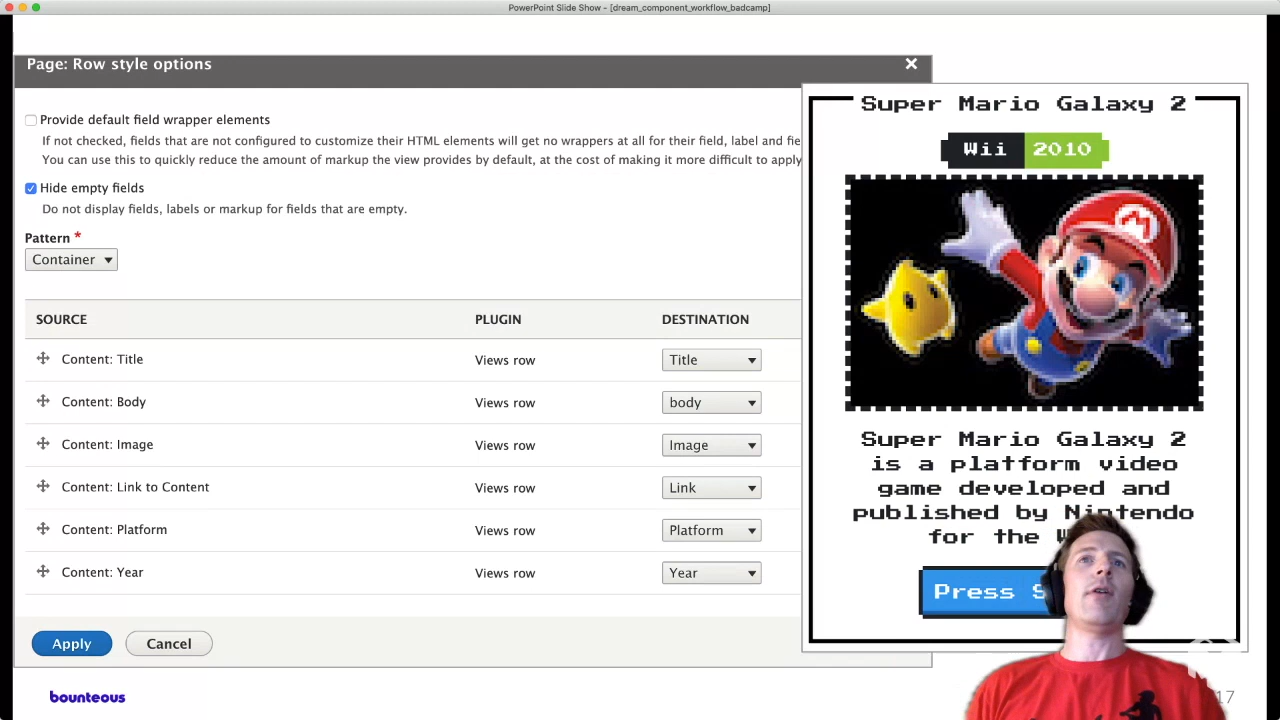 PowerPoint Slide Show - [dream_component_workflow_badcamp]
Page: Row style options
Provide default field wrapper elements
If not checked, fields that are not configured to customize their HTML elements will get no wrappers at all for their field, label and
You can use this to quickly reduce the amount of markup the view provides by default, at the cost of making it more difficult to apply
Hide empty fields
Do not display fields, labels or markup for fields that are empty.
Pattern *
Container
SOURCE PLUGIN DESTINATION
Content: Title Views row Title
Content: Body Views row body
Content: Image Views row Image
Content: Link to Content Views row Link
Content: Platform Views row Platform
Content: Year Views row Year
Apply Cancel
Super Mario Galaxy 2
Wii 2010
M
Super Mario Galaxy 2
is a platform video
game developed and
published by Nintendo
for the
Press
bounteous
17